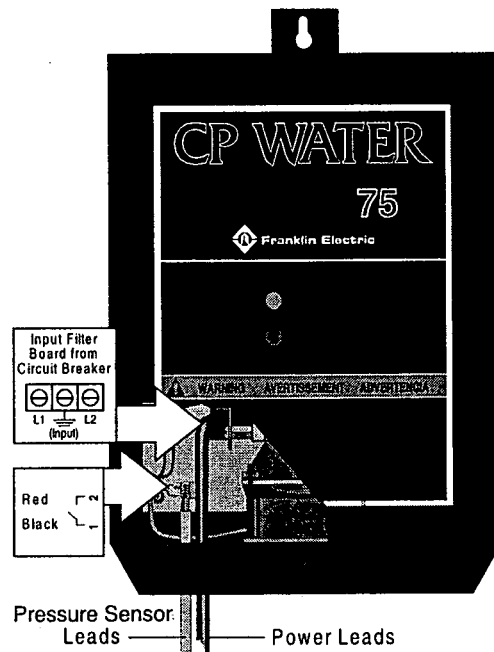 CP WATER
75
Franklin Electric
WARNING AVERTISSEMENT ADVERTENCIA
Input Filter
Board from
Circuit Breaker
L1 L2
(Input)
Red 2
Black 1
Pressure Sensor
Leads
Power Leads